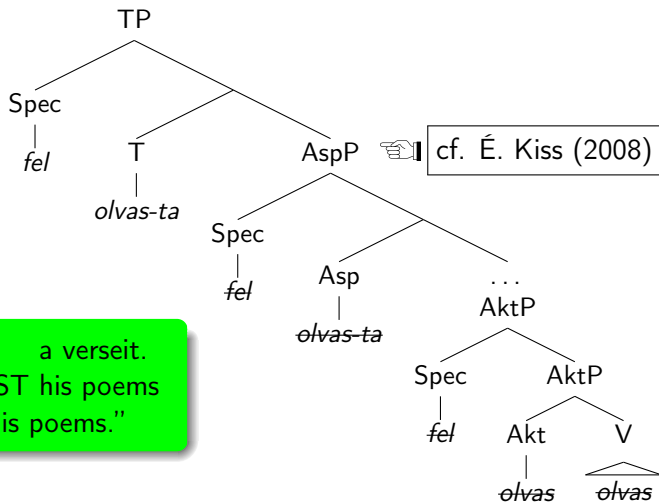 TP
Spec
fel
T
olvas-ta
AspP
☜ cf. É. Kiss (2008)
Spec
fel
Asp
olvas-ta
. . .
AktP
Spec
fel
AktP
Akt
olvas
V
olvas
a verseit.
ST his poems
is poems.”